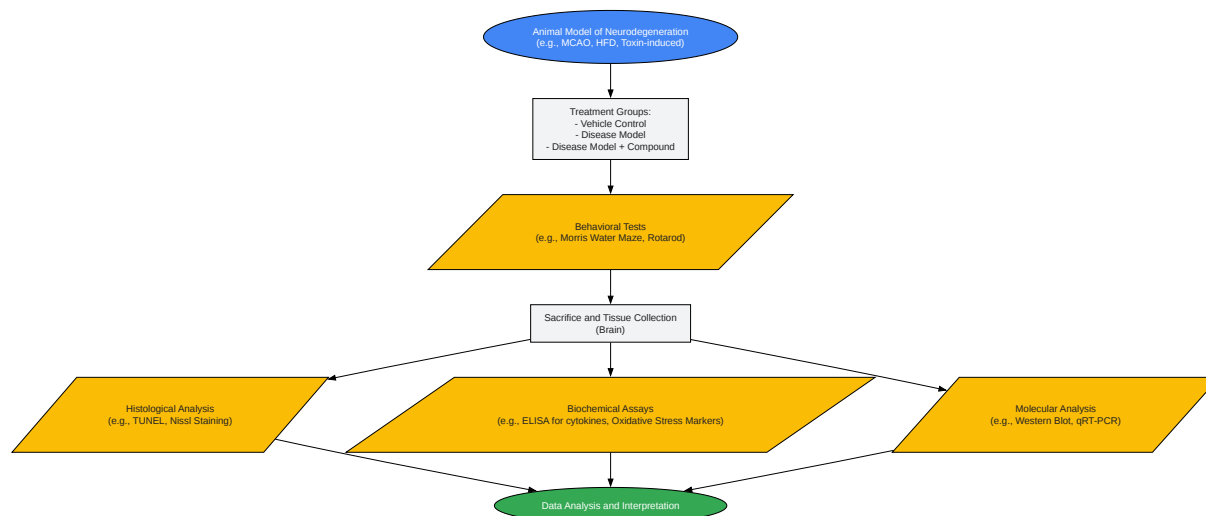 Animal Model of Neurodegeneration
(e.g., MCAO, HFD, Toxin-induced)
Treatment Groups:
- Vehicle Control
- Disease Model
- Disease Model + Compound
Behavioral Tests
(e.g., Morris Water Maze, Rotarod)
Sacrifice and Tissue Collection
(Brain)
Histological Analysis
(e.g., TUNEL, Nissl Staining)
Biochemical Assays
(e.g., ELISA for cytokines, Oxidative Stress Markers)
Molecular Analysis
(e.g., Western Blot, qRT-PCR)
Data Analysis and Interpretation